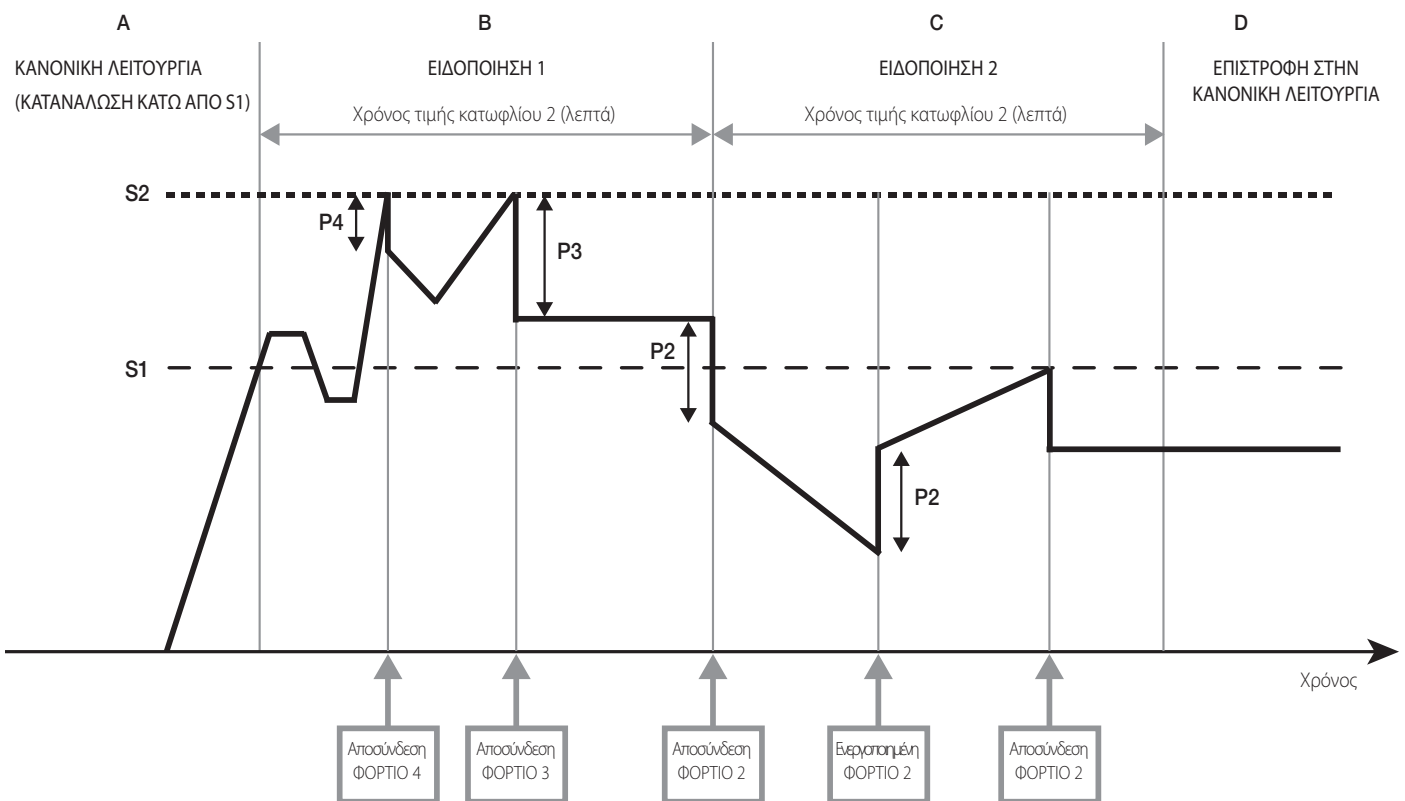 A
B
C
D
ΚΑΝΟΝΙΚΗ ΛΕΙΤΟΥΡΓΙΑ
(ΚΑΤΑΝΑΛΩΣΗ ΚΑΤΩ ΑΠΟ S1)
ΕΙΔΟΠΟΙΗΣΗ 1
ΕΙΔΟΠΟΙΗΣΗ 2
ΕΠΙΣΤΡΟΦΗ ΣΤΗΝ
ΚΑΝΟΝΙΚΗ ΛΕΙΤΟΥΡΓΙΑ
Χρόνος τιμής κατωφλίου 2 (λεπτά)
Χρόνος τιμής κατωφλίου 2 (λεπτά)
S2
P4
P3
S1
P2
P2
Χρόνος
Αποσύνδεση
ΦΟΡΤΙΟ 4
Αποσύνδεση
ΦΟΡΤΙΟ 3
Αποσύνδεση
ΦΟΡΤΙΟ 2
Ενεργοποιημένη
ΦΟΡΤΙΟ 2
Αποσύνδεση
ΦΟΡΤΙΟ 2